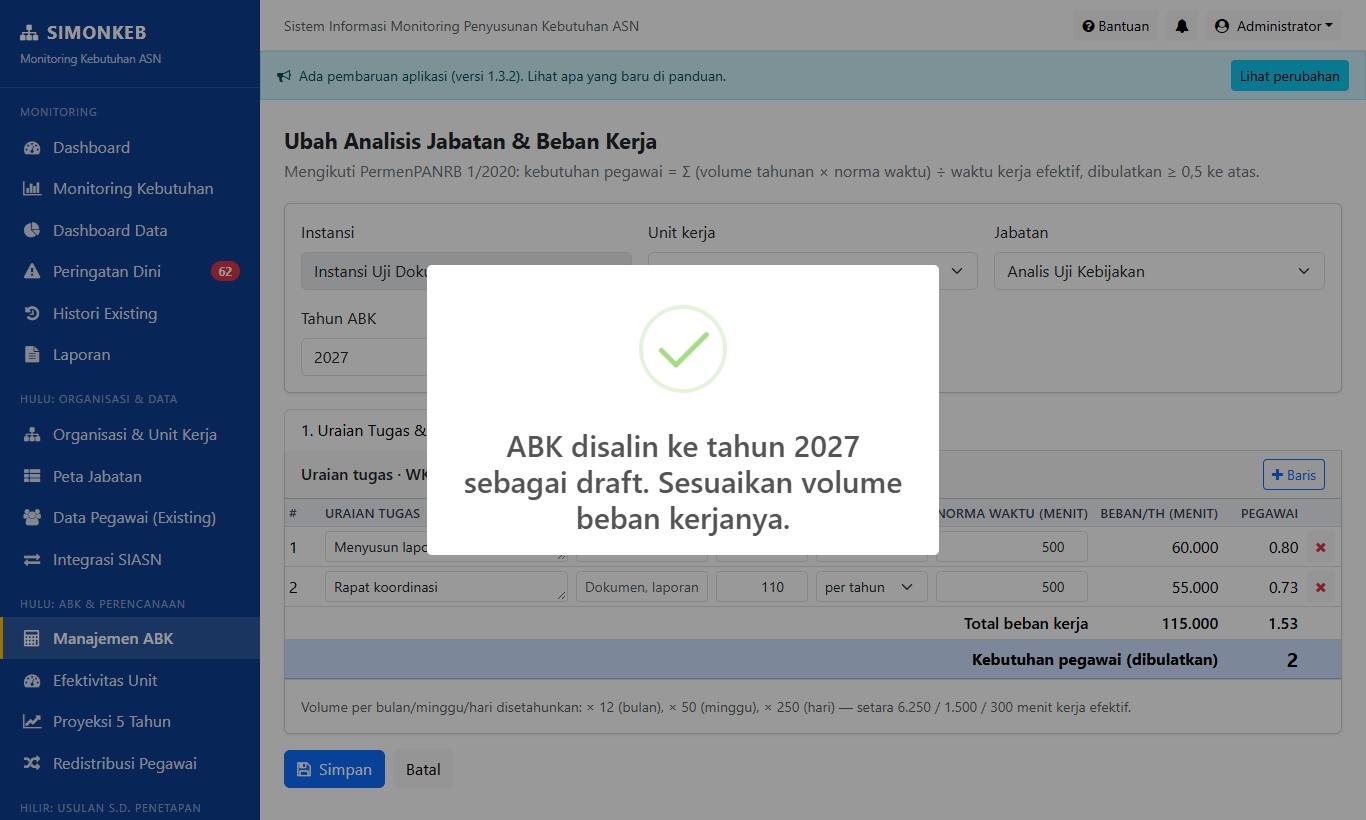 SIMONKEB
Monitoring Kebutuhan ASN
MONITORING
Dashboard
Monitoring Kebutuhan
Dashboard Data
Peringatan Dini 62
Histori Existing
Laporan
HULU: ORGANISASI & DATA
Organisasi & Unit Kerja
Peta Jabatan
Data Pegawai (Existing)
Integrasi SIASN
HULU: ABK & PERENCANAAN
Manajemen ABK
Efektivitas Unit
Proyeksi 5 Tahun
Redistribusi Pegawai
HILIR: USULAN S.D. PENETAPAN
Sistem Informasi Monitoring Penyusunan Kebutuhan ASN
Bantuan
Administrator
Ada pembaruan aplikasi (versi 1.3.2). Lihat apa yang baru di panduan.
Lihat perubahan
Ubah Analisis Jabatan & Beban Kerja
Mengikuti PermenPANRB 1/2020: kebutuhan pegawai = Σ (volume tahunan × norma waktu) ÷ waktu kerja efektif, dibulatkan ≥ 0,5 ke atas.
Instansi Unit kerja Jabatan
Instansi Uji Analis Uji Kebijakan
Tahun ABK
2027
ABK disalin ke tahun 2027
sebagai draft. Sesuaikan volume
beban kerjanya.
1. Uraian Tugas &
Uraian tugas ·
+ Baris
# URAIAN TUGAS NORMA WAKTU (MENIT) BEBAN/TH (MENIT) PEGAWAI
1 Menyusun 500 60.000 0.80
2 Rapat koordinasi Dokumen, laporan 110 per tahun 500 55.000 0.73
Total beban kerja 115.000 1.53
Kebutuhan pegawai (dibulatkan) 2
Volume per bulan/minggu/hari disetahunkan: × 12 (bulan), × 50 (minggu), × 250 (hari) — setara 6.250 / 1.500 / 300 menit kerja efektif.
Simpan
Batal